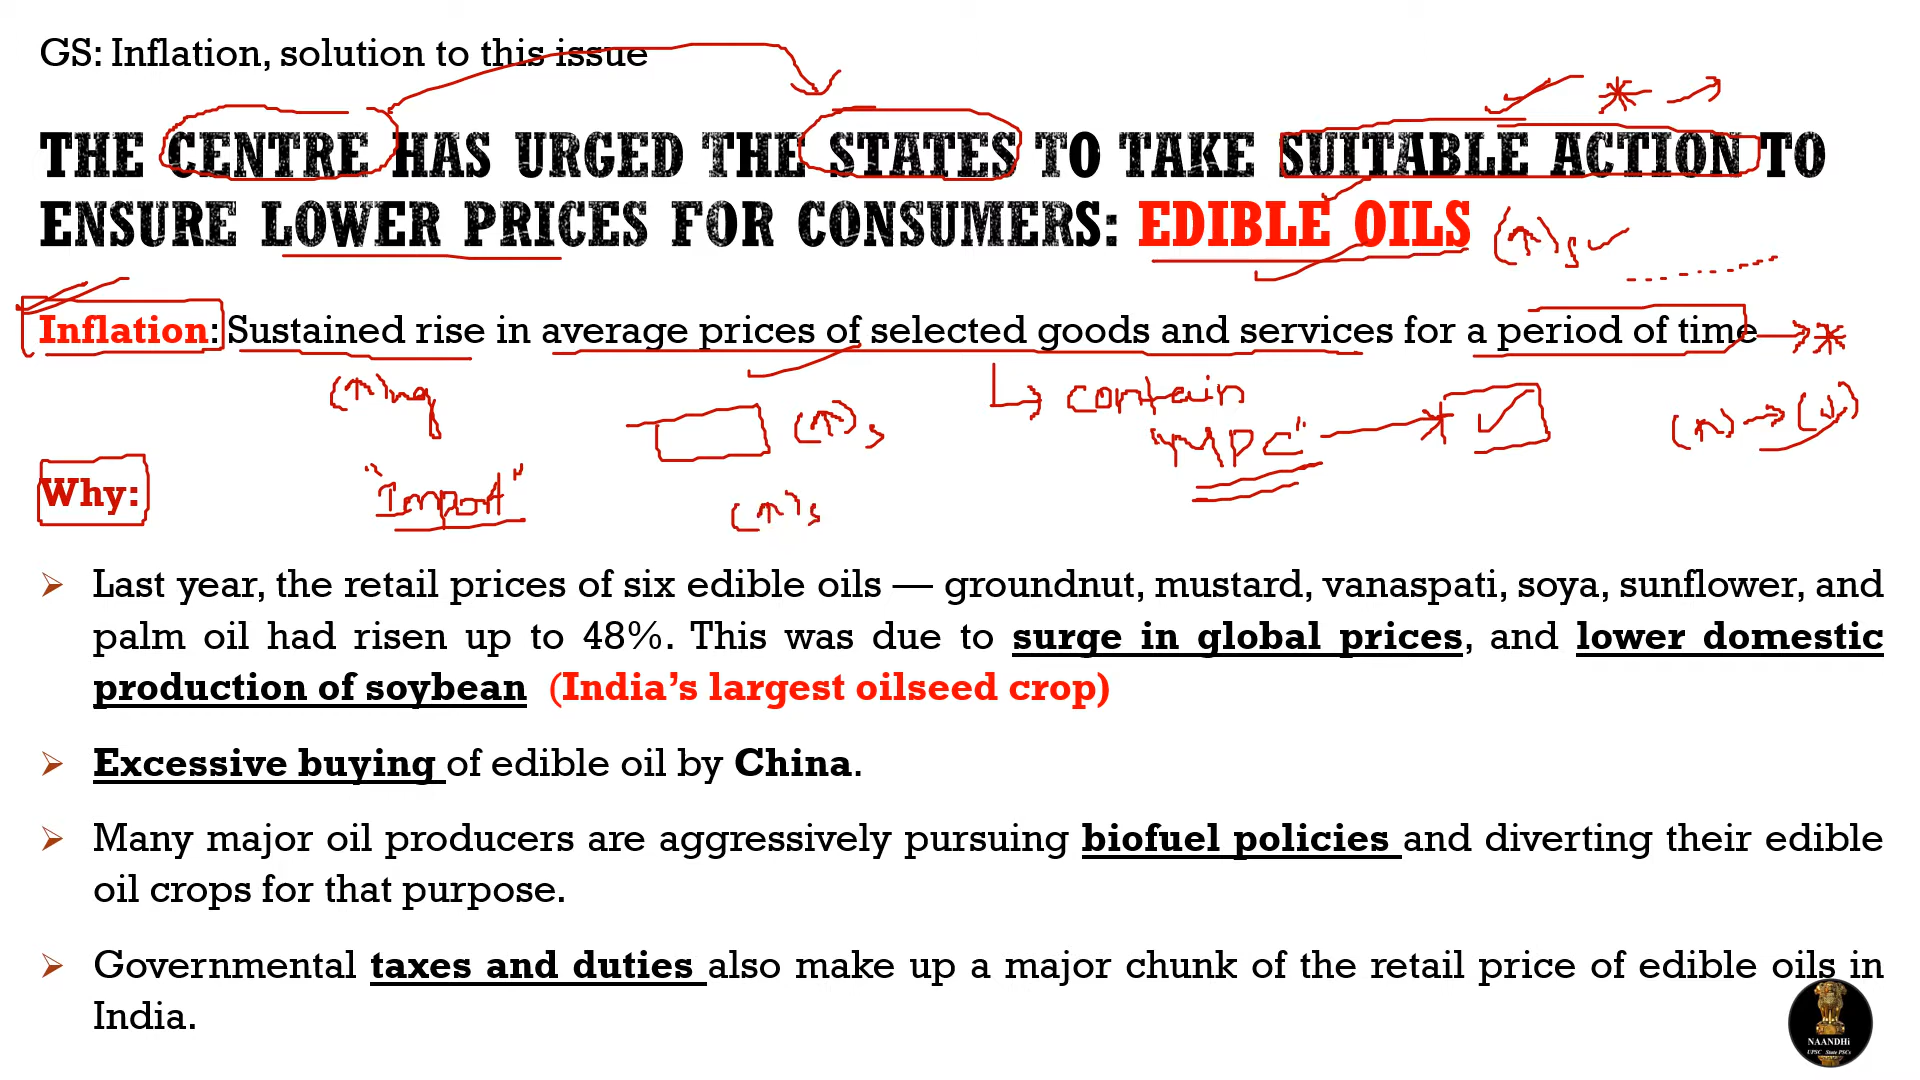 GS: Inflation, solution to this issue
THE CENTRE HAS URGED THE STATES TO TAKE SUITABLE ACTION TO
ENSURE LOWER PRICES FOR CONSUMERS: EDIBLE OILS
(↑)s
Inflation: Sustained rise in average prices of selected goods and services for a period of time
(↑)ng
(↑)s
contain
"MPC"
(↑) → (↓)
Why:
"Import"
(↑)s
➢ Last year, the retail prices of six edible oils — groundnut, mustard, vanaspati, soya, sunflower, and
palm oil had risen up to 48%. This was due to surge in global prices, and lower domestic
production of soybean (India’s largest oilseed crop)
➢ Excessive buying of edible oil by China.
➢ Many major oil producers are aggressively pursuing biofuel policies and diverting their edible
oil crops for that purpose.
➢ Governmental taxes and duties also make up a major chunk of the retail price of edible oils in
India.
NAANDHi
UPSC State PSCs